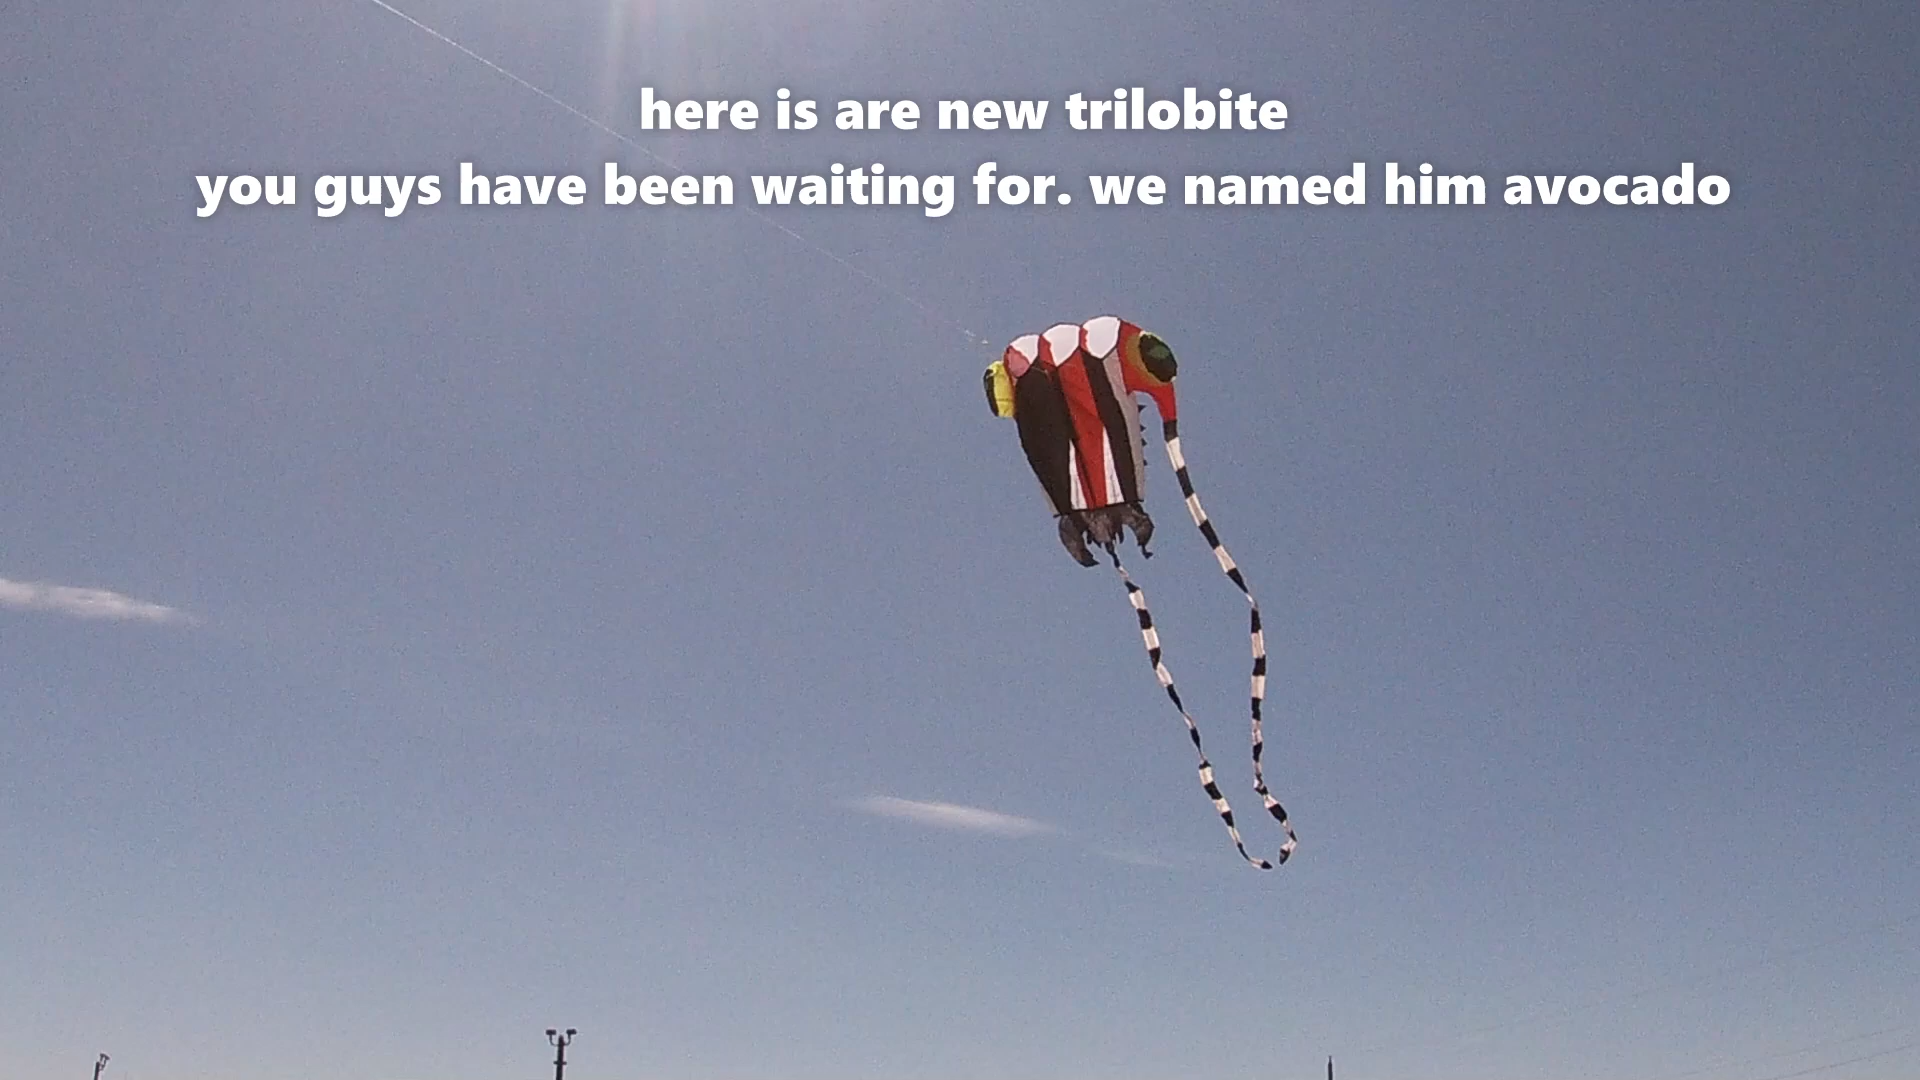 here is are new trilobite
you guys have been waiting for. we named him avocado